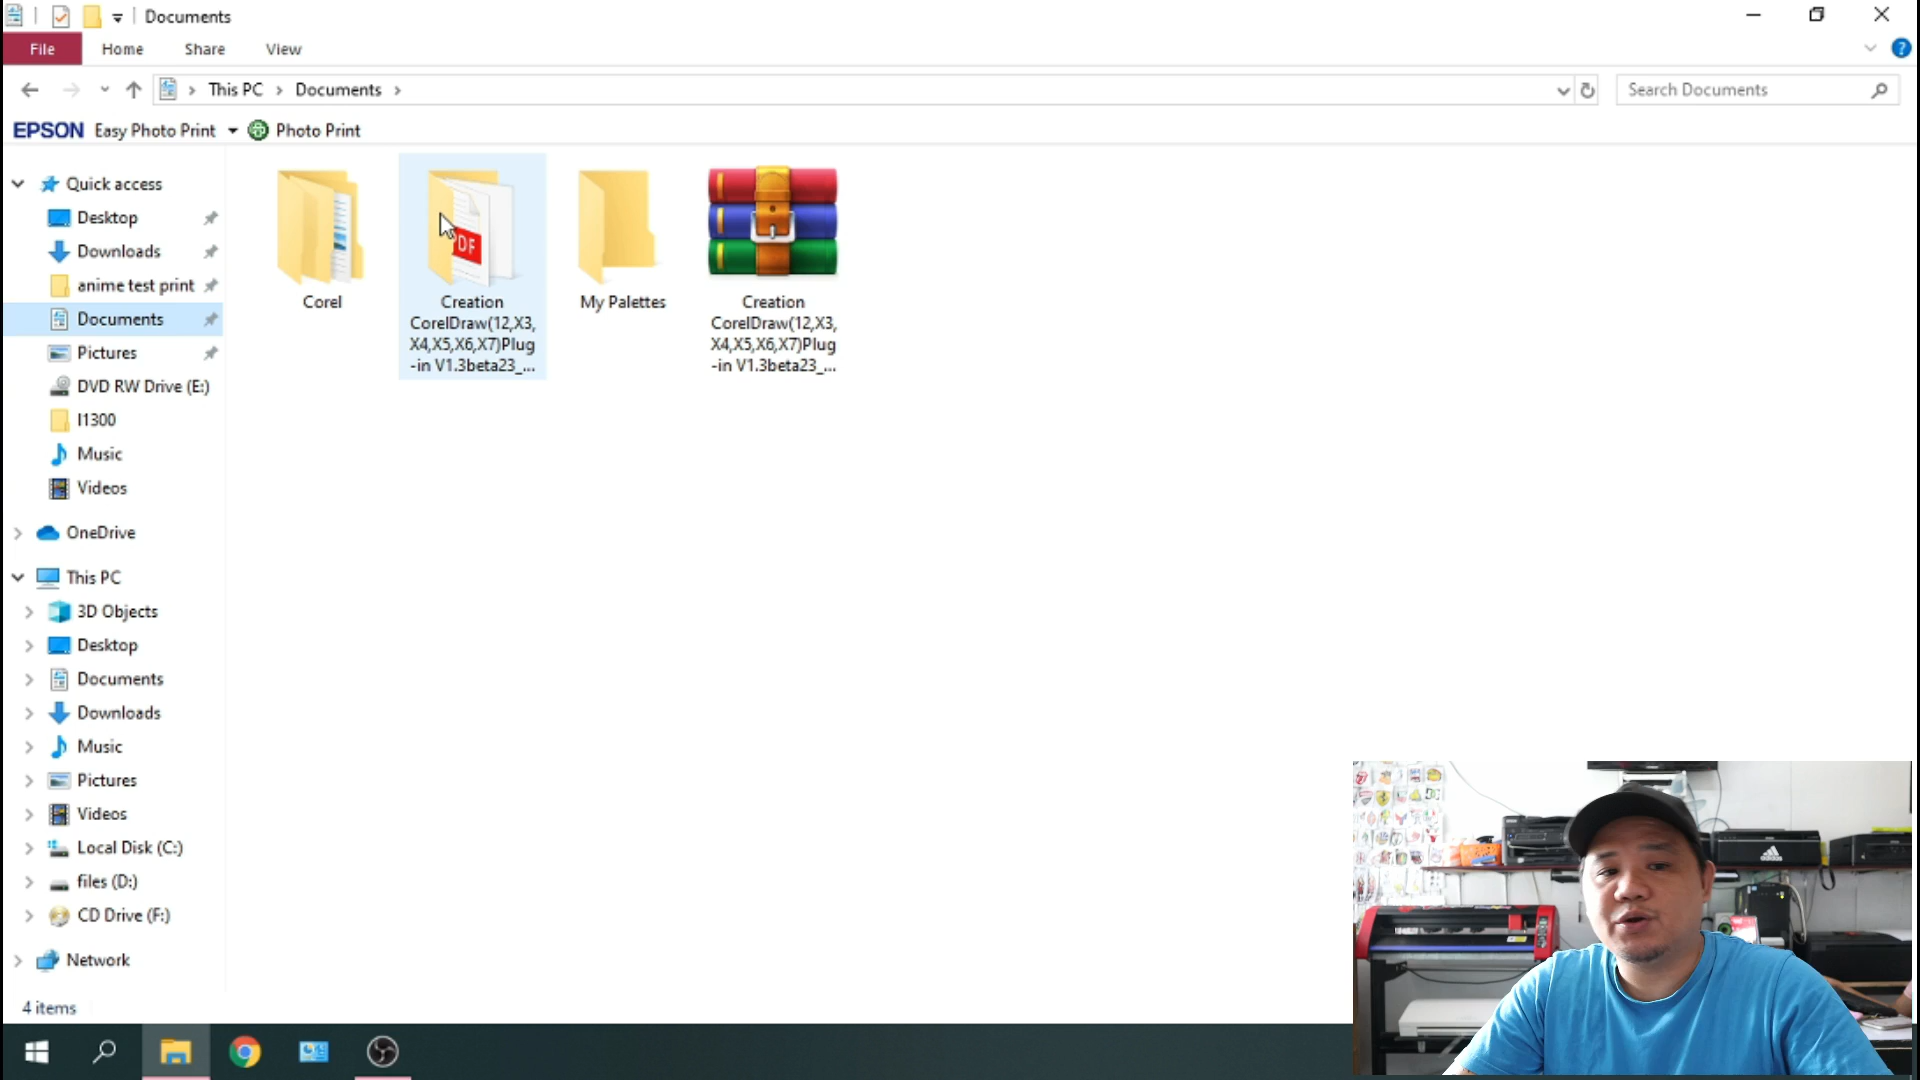 Documents
File Home Share View
This PC Documents
Search Documents
EPSON Easy Photo Print Photo Print
Quick access
Desktop
Downloads
anime test print
Documents
Pictures
DVD RW Drive (E:)
l1300
Music
Videos
OneDrive
This PC
3D Objects
Desktop
Documents
Downloads
Music
Pictures
Videos
Local Disk (C:)
files (D:)
CD Drive (F:)
Network
PDF
Corel
Creation
CorelDraw(12,X3,
X4,X5,X6,X7)Plug
-in V1.3beta23_...
My Palettes
Creation
CorelDraw(12,X3,
X4,X5,X6,X7)Plug
-in V1.3beta23_...
4 items
adidas